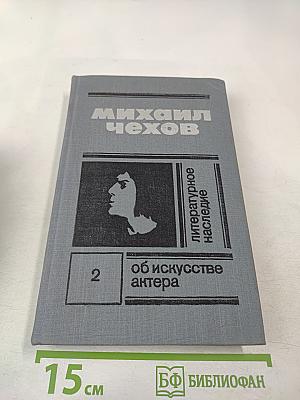 михаил
чехов
литературное
наследие
2
об искусстве
актера
15 см
БФ БИБЛИОФАН